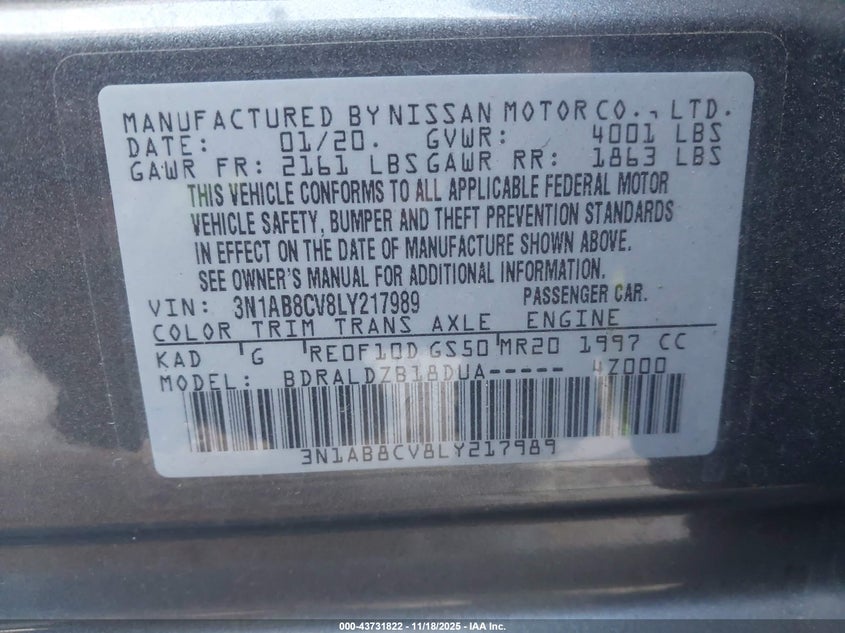 MANUFACTURED BY NISSAN MOTOR CO., LTD.
DATE: 01/20. GVWR: 4001 LBS
GAWR FR: 2161 LBS GAWR RR: 1863 LBS
THIS VEHICLE CONFORMS TO ALL APPLICABLE FEDERAL MOTOR
VEHICLE SAFETY, BUMPER AND THEFT PREVENTION STANDARDS
IN EFFECT ON THE DATE OF MANUFACTURE SHOWN ABOVE.
SEE OWNER'S MANUAL FOR ADDITIONAL INFORMATION.
VIN: 3N1AB8CV8LY217989 PASSENGER CAR.
COLOR TRIM TRANS AXLE ENGINE
KAD G RE0F10D GS50 MR20 1997 CC
MODEL: BDRALDZB18DUA----- 4Z000
3N1AB8CV8LY217989
000-43731822 - 11/18/2025 - IAA Inc.